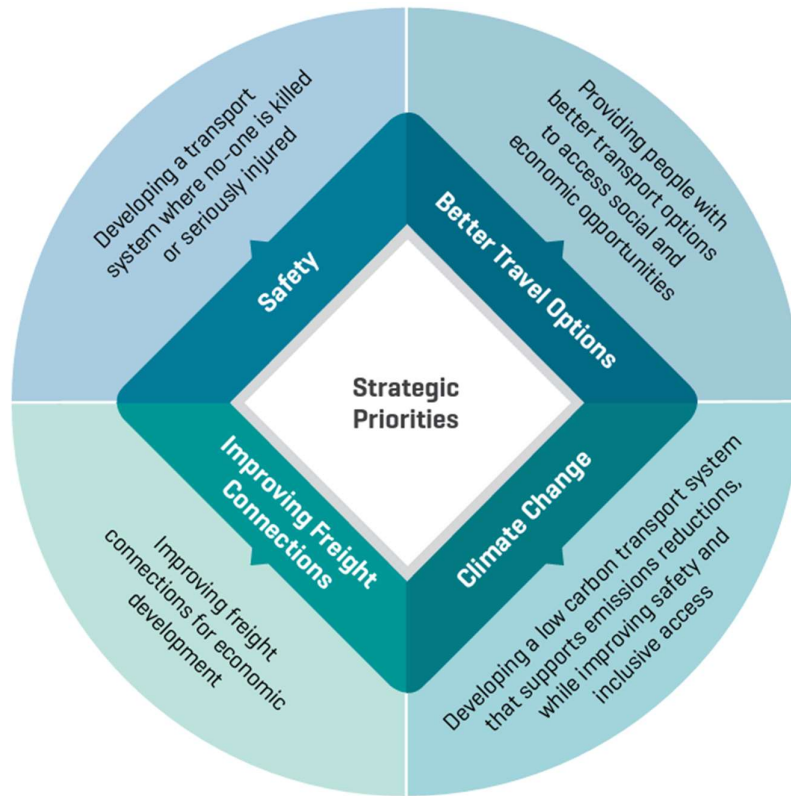 Developing a transport
system where no-one is killed
or seriously injured
Safety
Providing people with
better transport options
to access social and
economic opportunities
Better Travel Options
Strategic
Priorities
Improving Freight
Connections
Improving freight
connections for economic
development
Climate Change
Developing a low carbon transport system
that supports emissions reductions,
while improving safety and
inclusive access